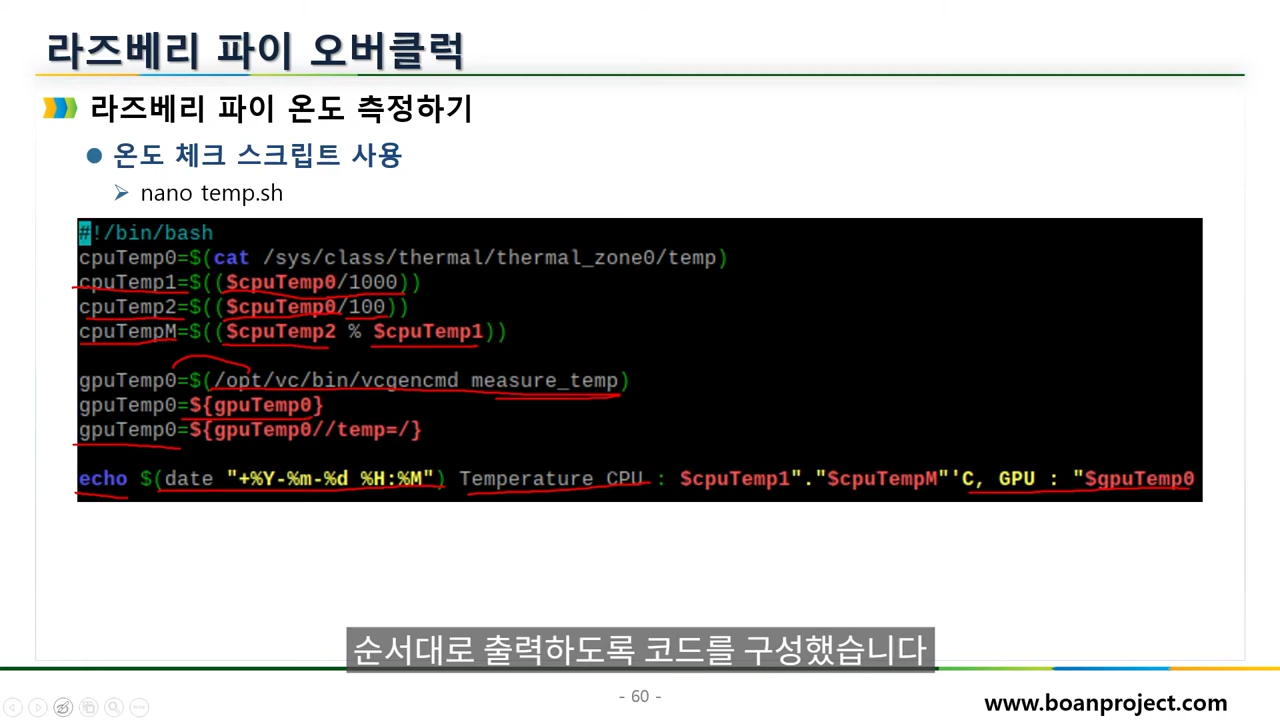 라즈베리 파이 오버클럭
라즈베리 파이 온도 측정하기
온도 체크 스크립트 사용
nano temp.sh
#!/bin/bash
cpuTemp0=$(cat /sys/class/thermal/thermal_zone0/temp)
cpuTemp1=$(($cpuTemp0/1000))
cpuTemp2=$(($cpuTemp0/100))
cpuTempM=$(($cpuTemp2 % $cpuTemp1))
gpuTemp0=$(/opt/vc/bin/vcgencmd measure_temp)
gpuTemp0=${gpuTemp0}
gpuTemp0=${gpuTemp0//temp=/}
echo $(date "+%Y-%m-%d %H:%M") Temperature CPU : $cpuTemp1"."$cpuTempM"'C, GPU : "$gpuTemp0
순서대로 출력하도록 코드를 구성했습니다
- 60 -
www.boanproject.com